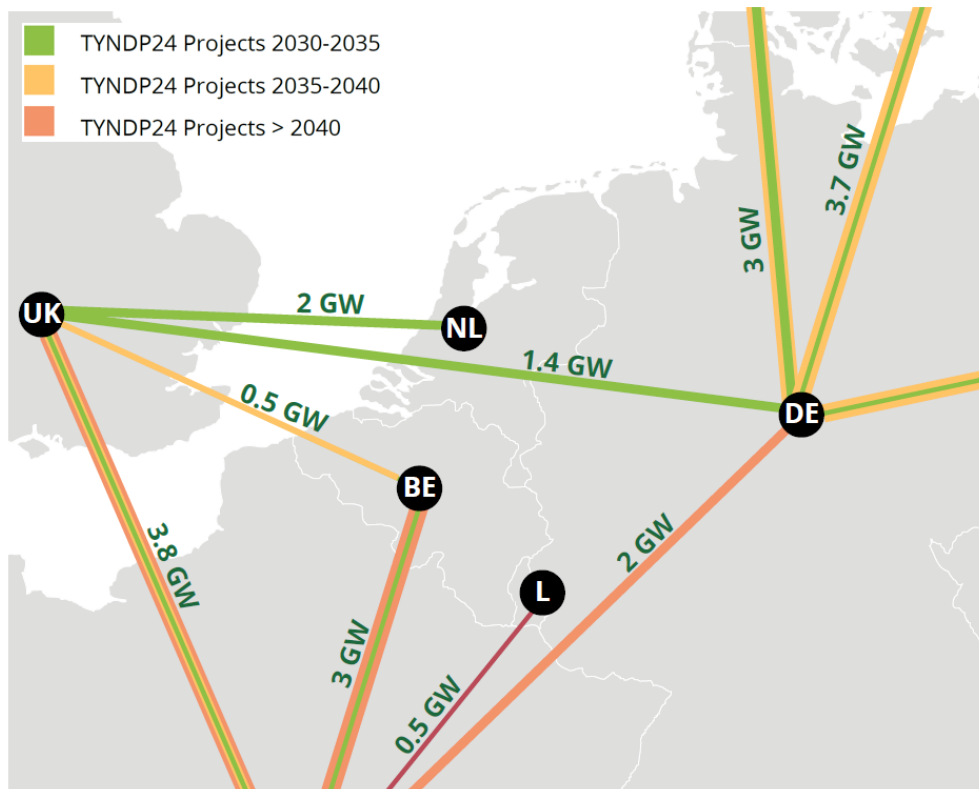 TYNDP24 Projects 2030-2035
TYNDP24 Projects 2035-2040
TYNDP24 Projects > 2040
3.7 GW
3 GW
UK
2 GW
NL
1.4 GW
0.5 GW
DE
BE
3.8 GW
2 GW
L
3 GW
0.5 GW